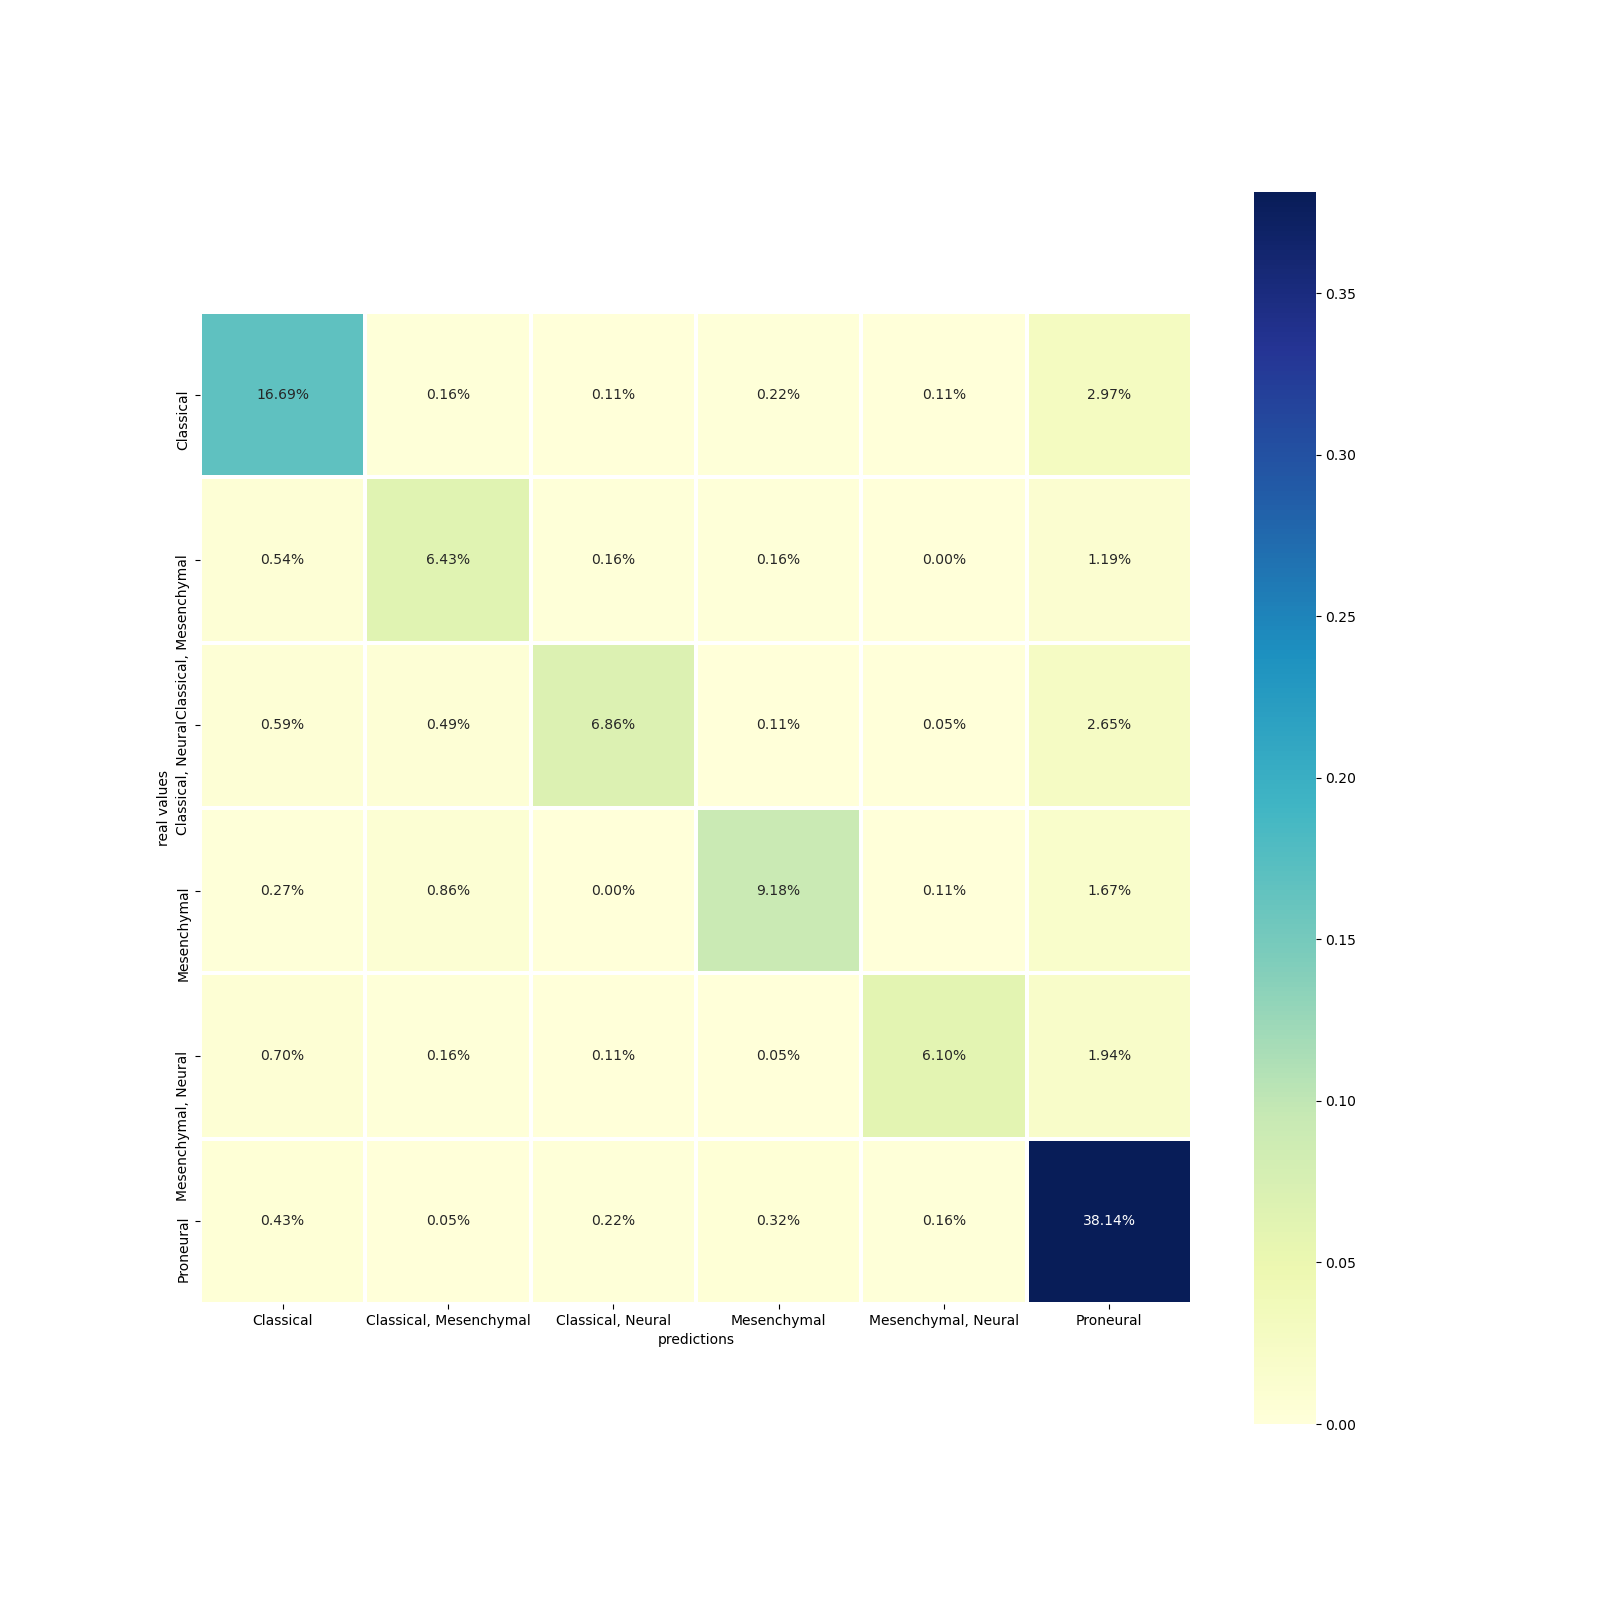 Classical
16.69% 0.16% 0.11% 0.22% 0.11% 2.97%
Classical, Mesenchymal
0.54% 6.43% 0.16% 0.16% 0.00% 1.19%
Classical, Neural
0.59% 0.49% 6.86% 0.11% 0.05% 2.65%
real values
Mesenchymal
0.27% 0.86% 0.00% 9.18% 0.11% 1.67%
Mesenchymal, Neural
0.70% 0.16% 0.11% 0.05% 6.10% 1.94%
Proneural
0.43% 0.05% 0.22% 0.32% 0.16% 38.14%
Classical Classical, Mesenchymal Classical, Neural Mesenchymal Mesenchymal, Neural Proneural
predictions
0.35
0.30
0.25
0.20
0.15
0.10
0.05
0.00